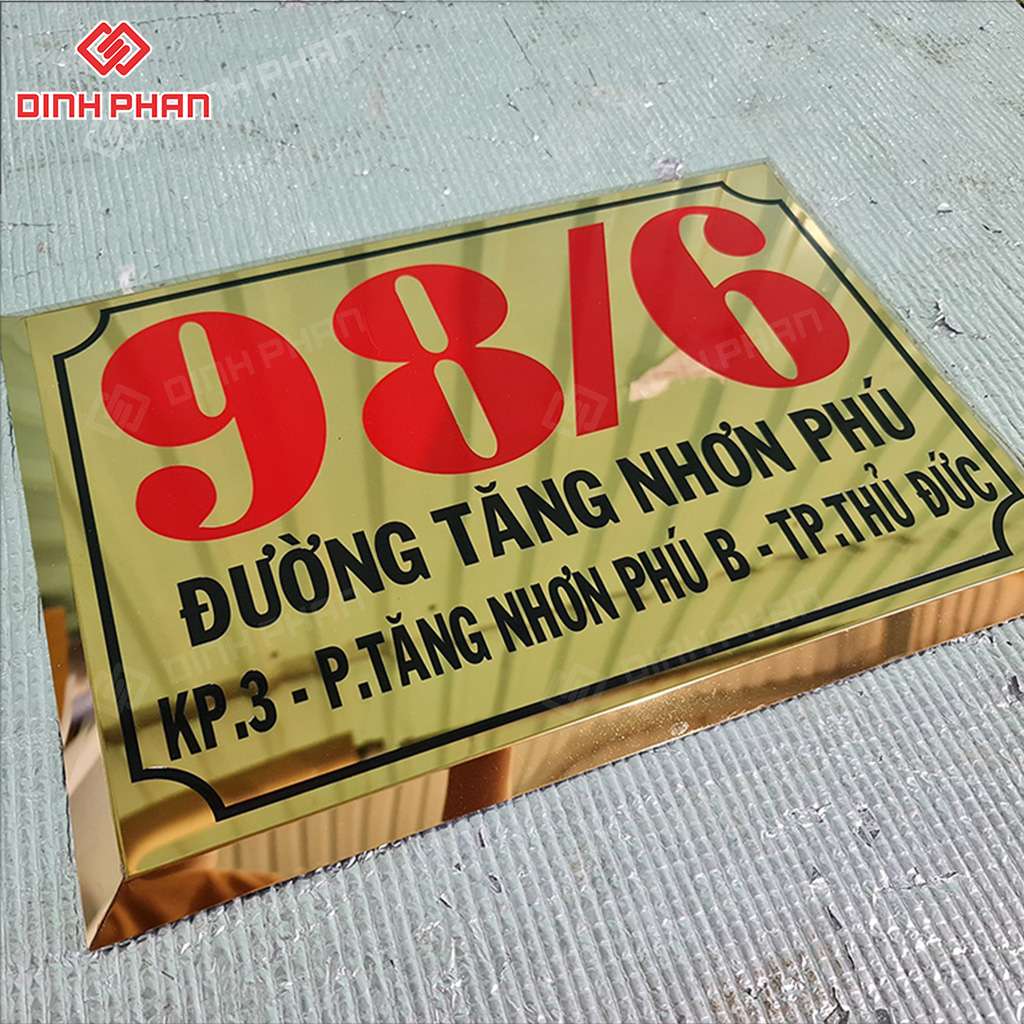 DINH PHAN
98/6
ĐƯỜNG TĂNG NHƠN PHÚ
KP.3 - P.TĂNG NHƠN PHÚ B - TP.THỦ ĐỨC